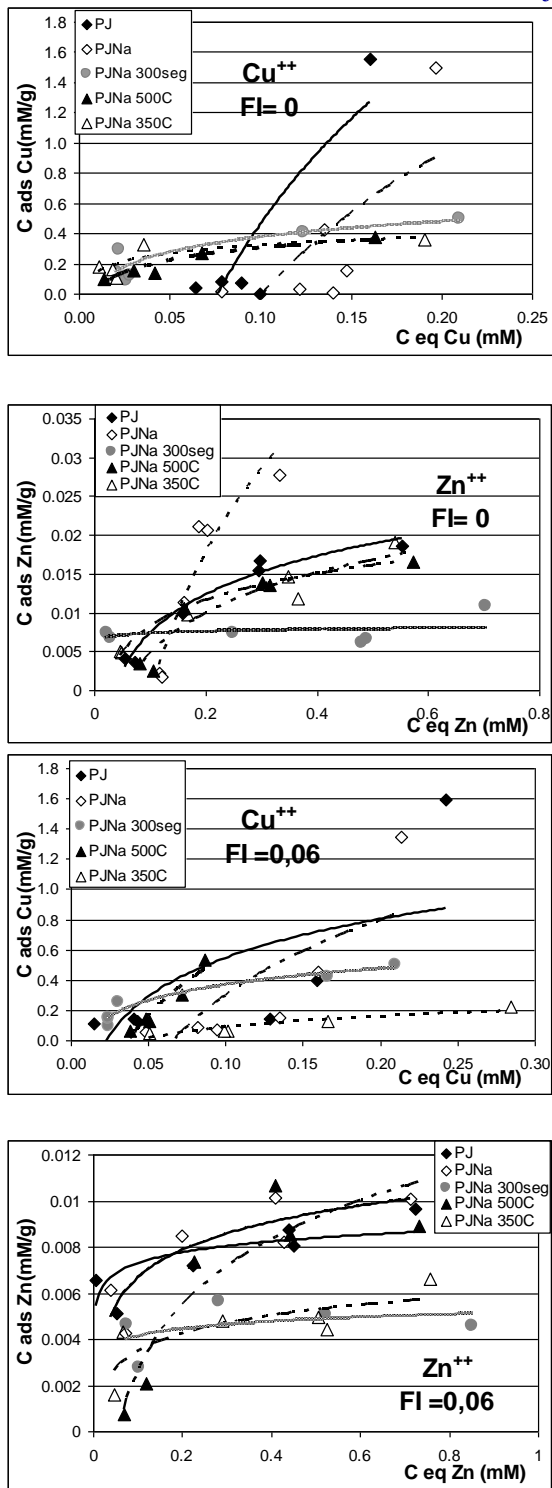 1.8
1.6
1.4
1.2
1.0
0.8
0.6
0.4
0.2
0.0
C ads Cu(mM/g)
PJ
PJNa
PJNa 300seg
PJNa 500C
PJNa 350C
Cu++
FI= 0
0.00 0.05 0.10 0.15 0.20 0.25
C eq Cu (mM)
0.035
0.03
0.025
0.02
0.015
0.01
0.005
0
C ads Zn(mM/g)
PJ
PJNa
PJNa 300seg
PJNa 500C
PJNa 350C
Zn++
FI= 0
0 0.2 0.4 0.6 0.8
C eq Zn (mM)
1.8
1.6
1.4
1.2
1.0
0.8
0.6
0.4
0.2
0.0
C ads Cu(mM/g)
PJ
PJNa
PJNa 300seg
PJNa 500C
PJNa 350C
Cu++
FI =0,06
0.00 0.05 0.10 0.15 0.20 0.25 0.30
C eq Cu (mM)
0.012
0.01
0.008
0.006
0.004
0.002
0
C ads Zn(mM/g)
PJ
PJNa
PJNa 300seg
PJNa 500C
PJNa 350C
Zn++
FI=0,06
0 0.2 0.4 0.6 0.8 1
C eq Zn (mM)